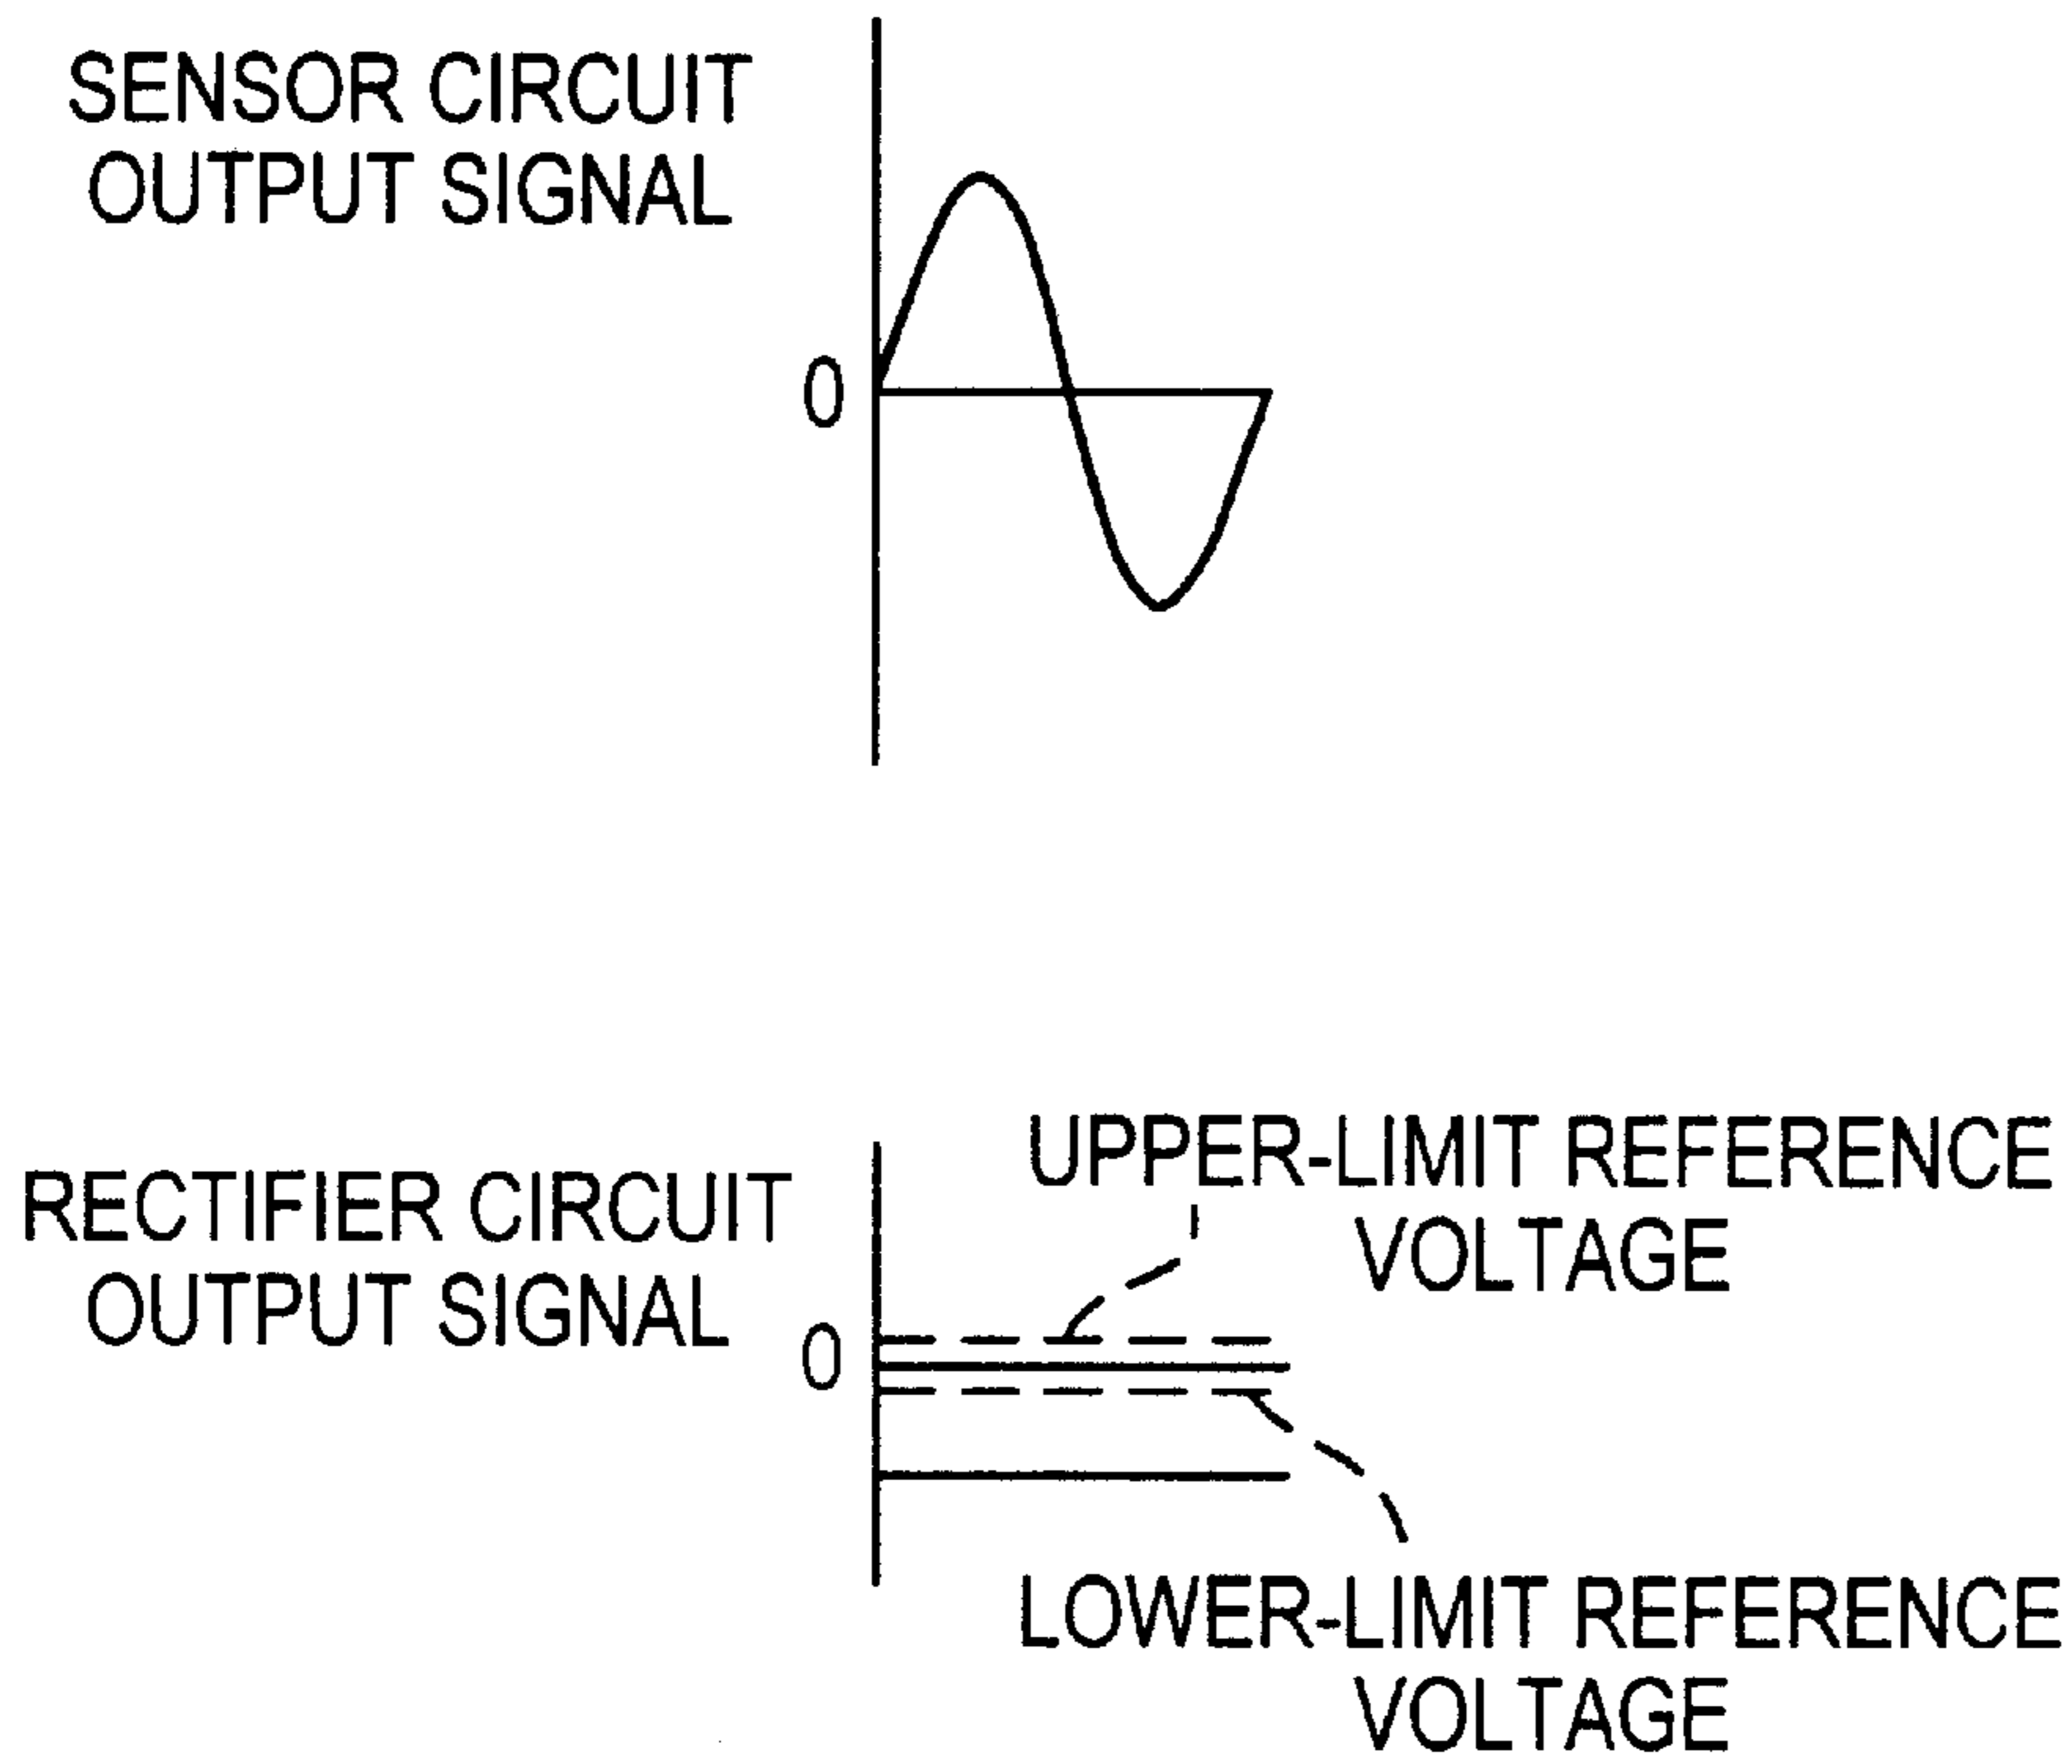 SENSOR CIRCUIT
OUTPUT SIGNAL
0
UPPER-LIMIT REFERENCE
VOLTAGE
RECTIFIER CIRCUIT
OUTPUT SIGNAL
0
LOWER-LIMIT REFERENCE
VOLTAGE